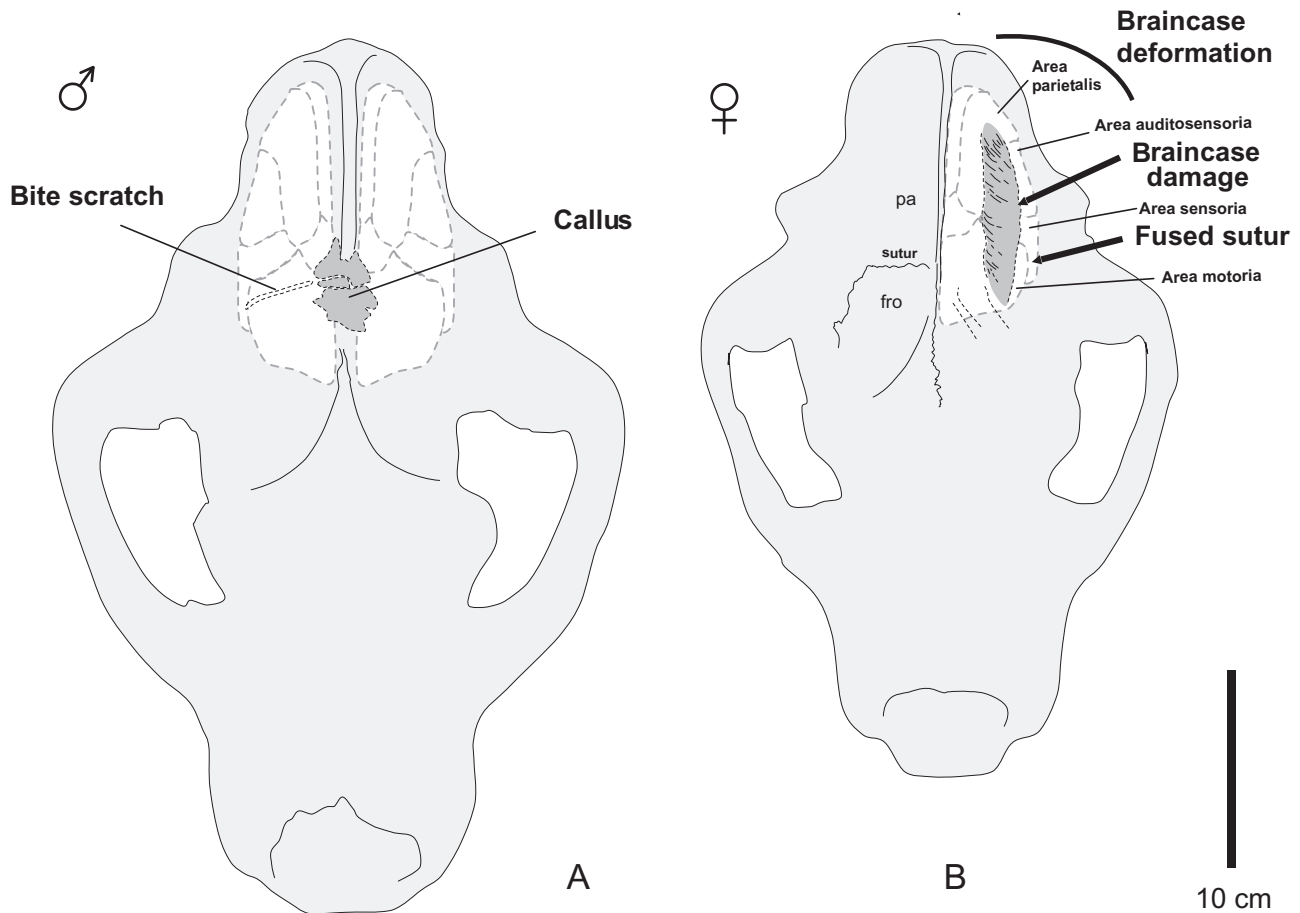 Bite scratch
Callus
A
Braincase
deformation
Area
parietalis
Area auditosensoria
Braincase
damage
Area sensoria
Fused sutur
Area motoria
pa
sutur
fro
B
10 cm